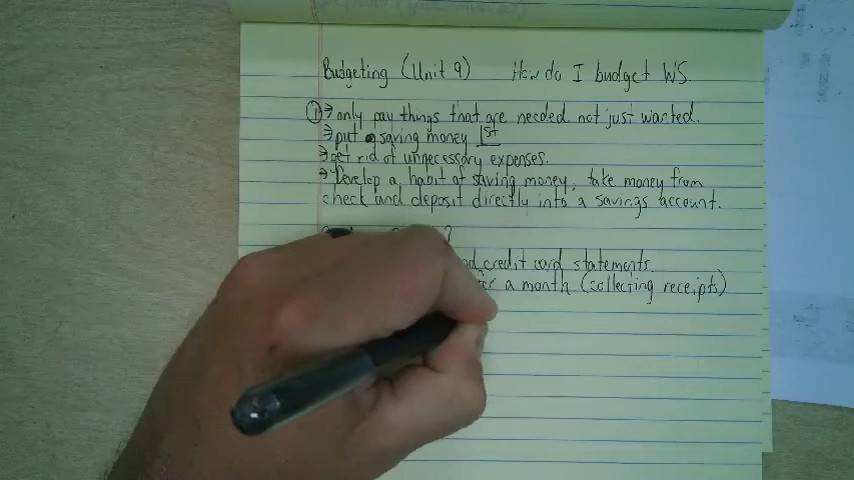 Budgeting (Unit 9) How do I budget WS
① → only pay things that are needed not just wanted.
→ put saving money 1st
→ get rid of unnecessary expenses.
→ Develop a habit of saving money, take money from
check and deposit directly into a savings account.
?
credit card statements.
for a month (collecting receipts)